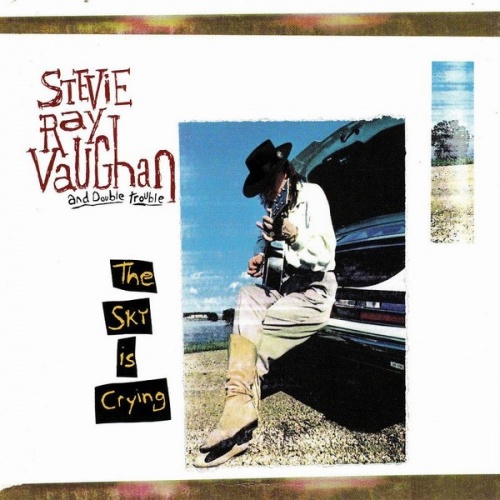 STEVIE
RAY
VAUGHAN
and Double Trouble
The
SKY
is
Crying